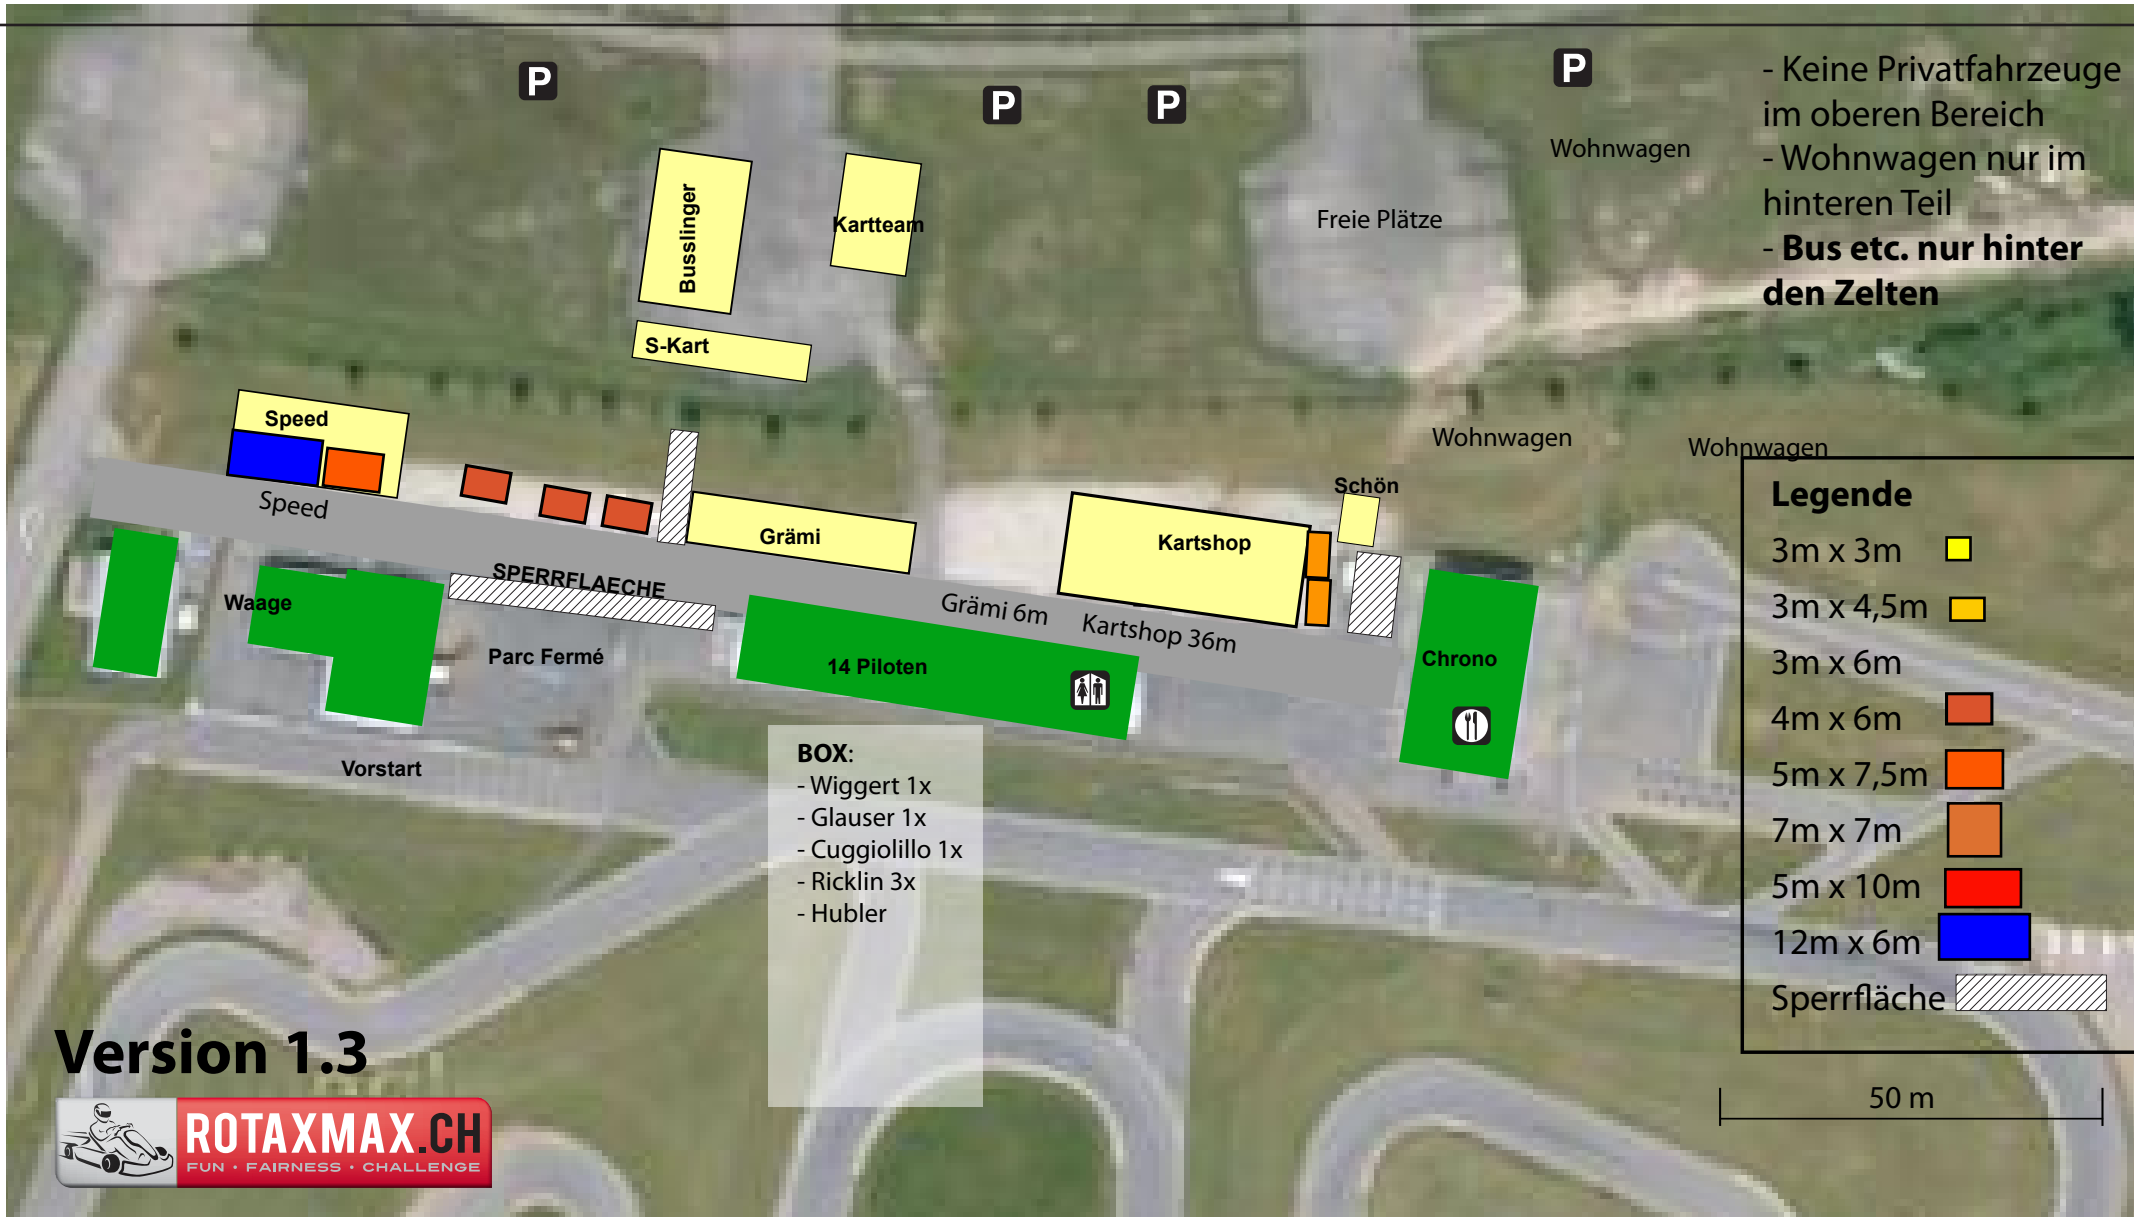 P
P
P
P
- Keine Privatfahrzeuge
im oberen Bereich
- Wohnwagen nur im
hinteren Teil
- Bus etc. nur hinter
den Zelten
Wohnwagen
Busslinger
Kartteam
Freie Plätze
S-Kart
Speed
Wohnwagen
Wohnwagen
Schön
Speed
Grämi
Kartshop
SPERRFLAECHE
Waage
Grämi 6m
Kartshop 36m
Parc Fermé
14 Piloten
Chrono
Vorstart
BOX:
- Wiggert 1x
- Glauser 1x
- Cuggiolillo 1x
- Ricklin 3x
- Hubler
Legende
3m x 3m
3m x 4,5m
3m x 6m
4m x 6m
5m x 7,5m
7m x 7m
5m x 10m
12m x 6m
Sperrfläche
50 m
Version 1.3
ROTAXMAX.CH
FUN · FAIRNESS · CHALLENGE